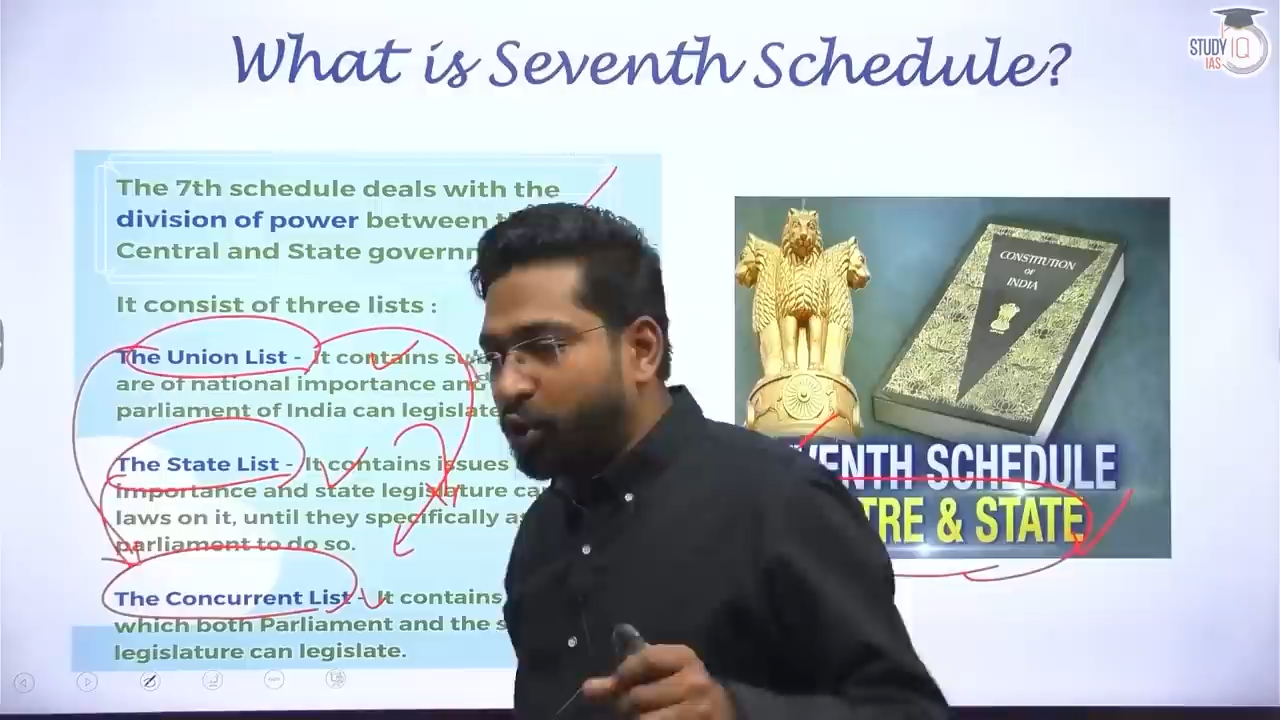 What is Seventh Schedule?
STUDY IQ
IAS
The 7th schedule deals with the
division of power between
Central and State
It consist of three lists :
The Union List - It contains
are of national importance and
parliament of India can legislate
The State List - It contains issues
importance and state legislature
laws on it, until they specifically
parliament to do so.
The Concurrent List - It contains
which both Parliament and the
legislature can legislate.
CONSTITUTION
OF
INDIA
SCHEDULE
& STATE